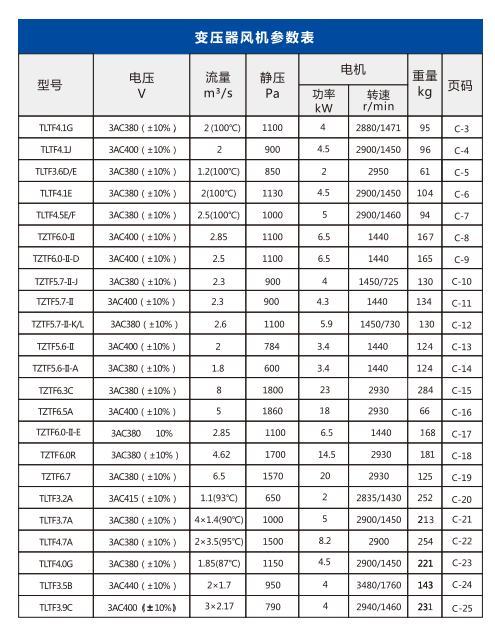 变压器风机参数表
型号 电压 V 流量 m³/s 静压 Pa 电机 功率 kW 转速 r/min 重量 kg 页码
TLTF4.1G 3AC380（±10%） 2 (100℃) 1100 4 2880/1471 95 C-3
TLTF4.1J 3AC400（±10%） 2 900 4.5 2900/1450 96 C-4
TLTF3.6D/E 3AC380（±10%） 1.2(100℃) 850 2 2950 61 C-5
TLTF4.1E 3AC380（±10%） 2(100℃) 1130 4.5 2900/1450 104 C-6
TLTF4.5E/F 3AC380（±10%） 2.5(100℃) 1000 5 2900/1460 94 C-7
TZTF6.0-Ⅱ 3AC400（±10%） 2.85 1100 6.5 1440 167 C-8
TZTF6.0-Ⅱ-D 3AC400（±10%） 2.5 1100 6.5 1440 165 C-9
TZTF5.7-Ⅱ-J 3AC380（±10%） 2.3 900 4 1450/725 130 C-10
TZTF5.7-Ⅱ 3AC400（±10%） 2.3 900 4.3 1440 134 C-11
TZTF5.7-Ⅱ-K/L 3AC380（±10%） 2.6 1100 5.9 1450/730 130 C-12
TZTF5.6-Ⅱ 3AC400（±10%） 2 784 3.4 1440 124 C-13
TZTF5.6-Ⅱ-A 3AC380（±10%） 1.8 600 3.4 1440 124 C-14
TZTF6.3C 3AC380（±10%） 8 1800 23 2930 284 C-15
TZTF6.5A 3AC400（±10%） 5 1860 18 2930 66 C-16
TZTF6.0-Ⅱ-E 3AC380 10% 2.85 1100 6.5 1440 168 C-17
TZTF6.0R 3AC380（±10%） 4.62 1700 14.5 2930 181 C-18
TZTF6.7 3AC380（±10%） 6.5 1570 20 2930 125 C-19
TLTF3.2A 3AC415（±10%） 1.1(93℃) 650 2 2835/1430 252 C-20
TLTF3.7A 3AC380（±10%） 4×1.4(90℃) 1000 5 2900/1450 213 C-21
TLTF4.7A 3AC380（±10%） 2×3.5(95℃) 1500 8.2 2900 254 C-22
TLTF4.0G 3AC380（±10%） 1.85(87℃) 1150 4.5 2900/1450 221 C-23
TLTF3.5B 3AC440（±10%） 2×1.7 950 4 3480/1760 143 C-24
TLTF3.9C 3AC400（±10%） 3×2.17 790 4 2940/1460 231 C-25